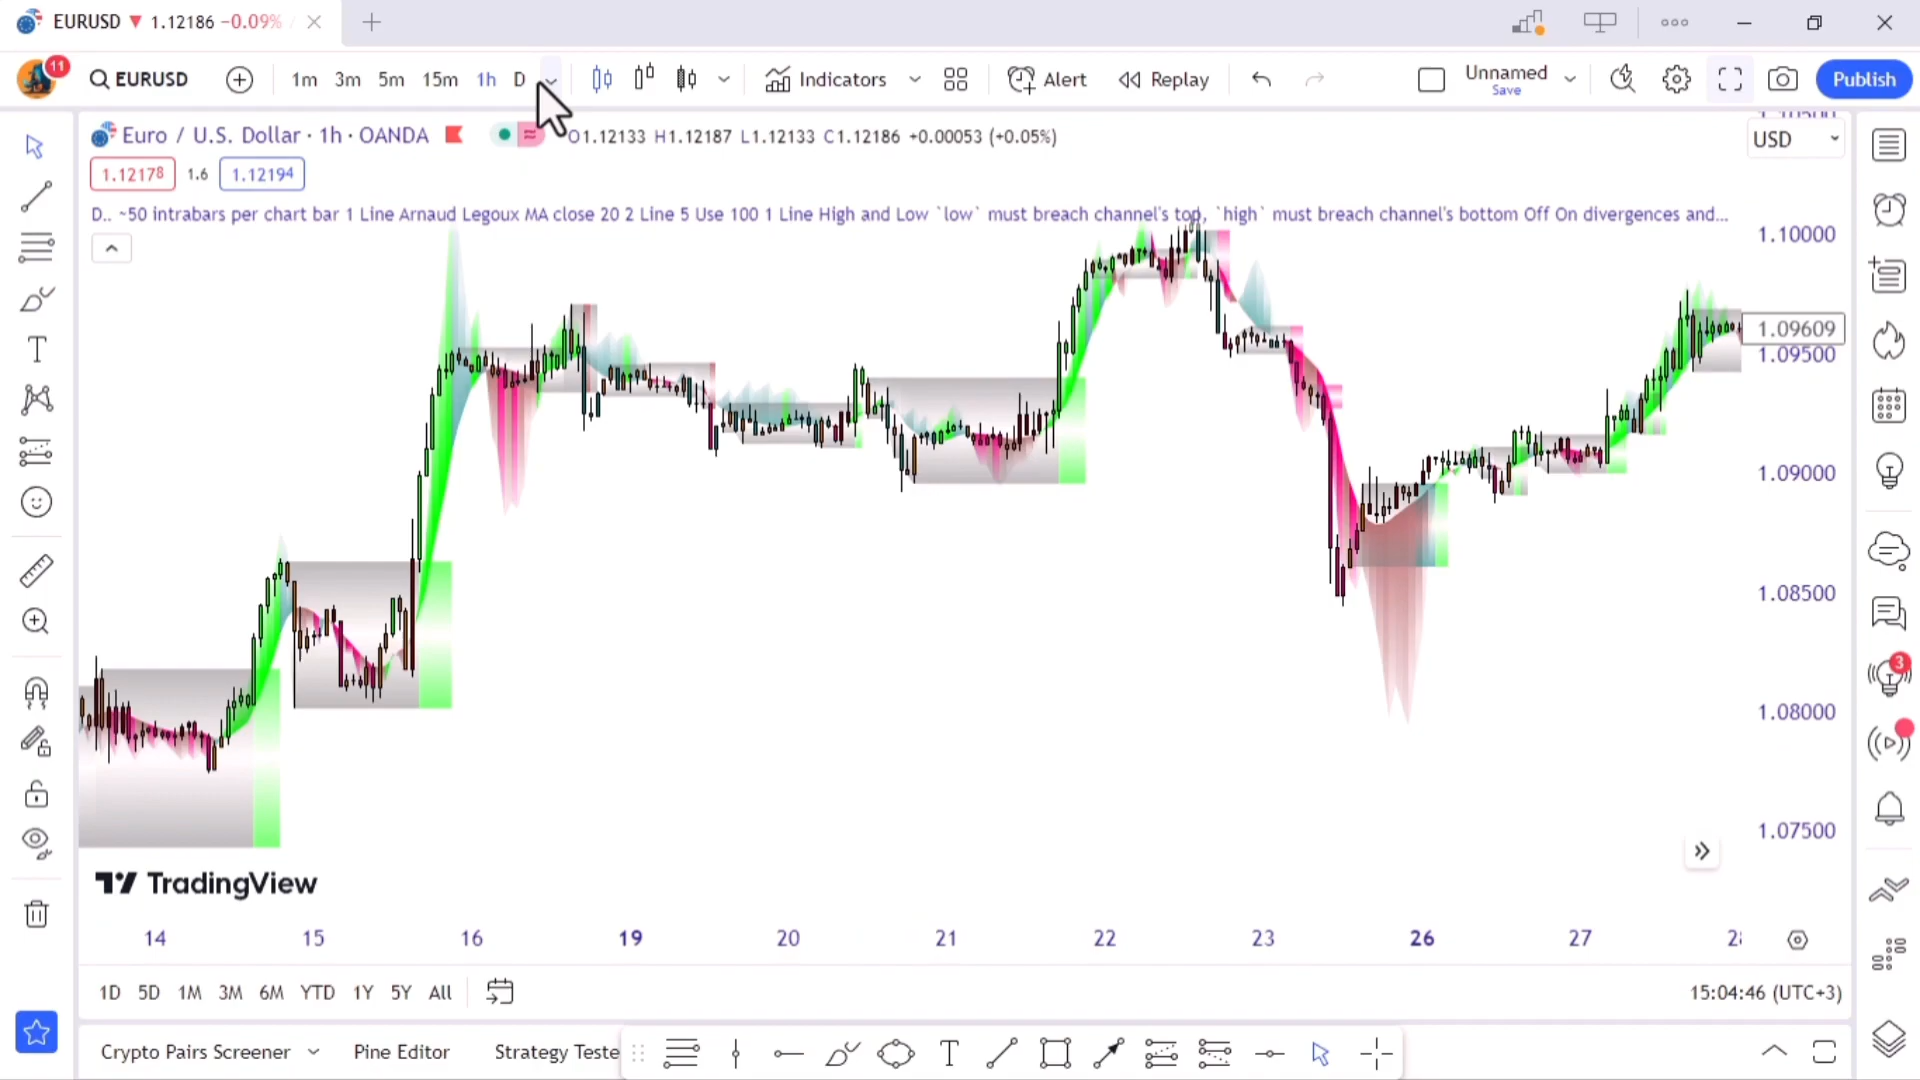 EURUSD ▼ 1.12186 −0.09% /
11
EURUSD 1m 3m 5m 15m 1h D Indicators Alert Replay Unnamed Save Publish
Euro / U.S. Dollar · 1h · OANDA O1.12133 H1.12187 L1.12133 C1.12186 +0.00053 (+0.05%)
USD
1.12178 1.6 1.12194
D.. ~50 intrabars per chart bar 1 Line Arnaud Legoux MA close 20 2 Line 5 Use 100 1 Line High and Low `low` must breach channel's top, `high` must breach channel's bottom Off On divergences and...
1.10500
1.10000
1.09609
1.09500
1.09000
1.08500
1.08000
1.07500
3
TradingView
14 15 16 19 20 21 22 23 26 27
1D 5D 1M 3M 6M YTD 1Y 5Y All 15:04:46 (UTC+3)
Crypto Pairs Screener Pine Editor Strategy Teste